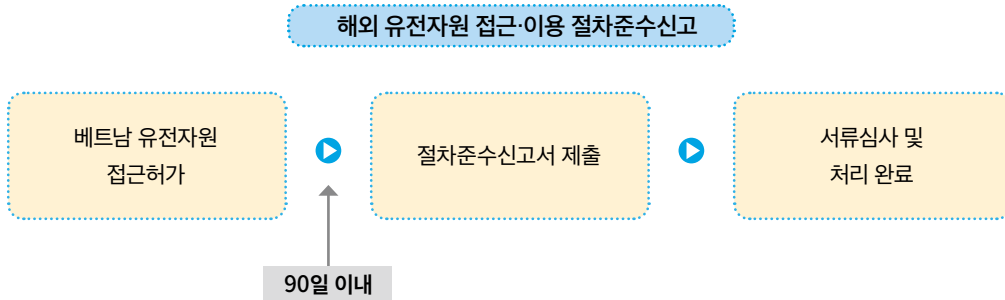 해외 유전자원 접근·이용 절차준수신고
베트남 유전자원
접근허가
절차준수신고서 제출
서류심사 및
처리 완료
90일 이내